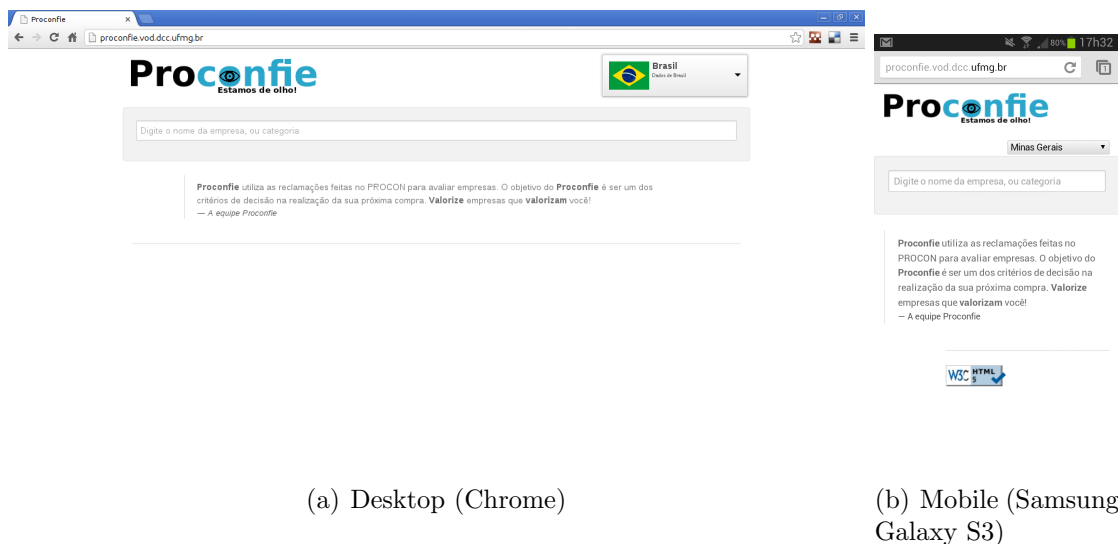 Proconfie
proconfie.vod.dcc.ufmg.br
Proconfie
Estamos de olho!
Brasil
Dados de Brasil
Digite o nome da empresa, ou categoria
Proconfie utiliza as reclamações feitas no PROCON para avaliar empresas. O objetivo do Proconfie é ser um dos
critérios de decisão na realização da sua próxima compra. Valorize empresas que valorizam você!
— A equipe Proconfie
(a) Desktop (Chrome)
80% 17h32
proconfie.vod.dcc.ufmg.br
1
Proconfie
Estamos de olho!
Minas Gerais
Digite o nome da empresa, ou categoria
Proconfie utiliza as reclamações feitas no
PROCON para avaliar empresas. O objetivo do
Proconfie é ser um dos critérios de decisão na
realização da sua próxima compra. Valorize
empresas que valorizam você!
— A equipe Proconfie
W3C HTML
5
(b) Mobile (Samsung
Galaxy S3)